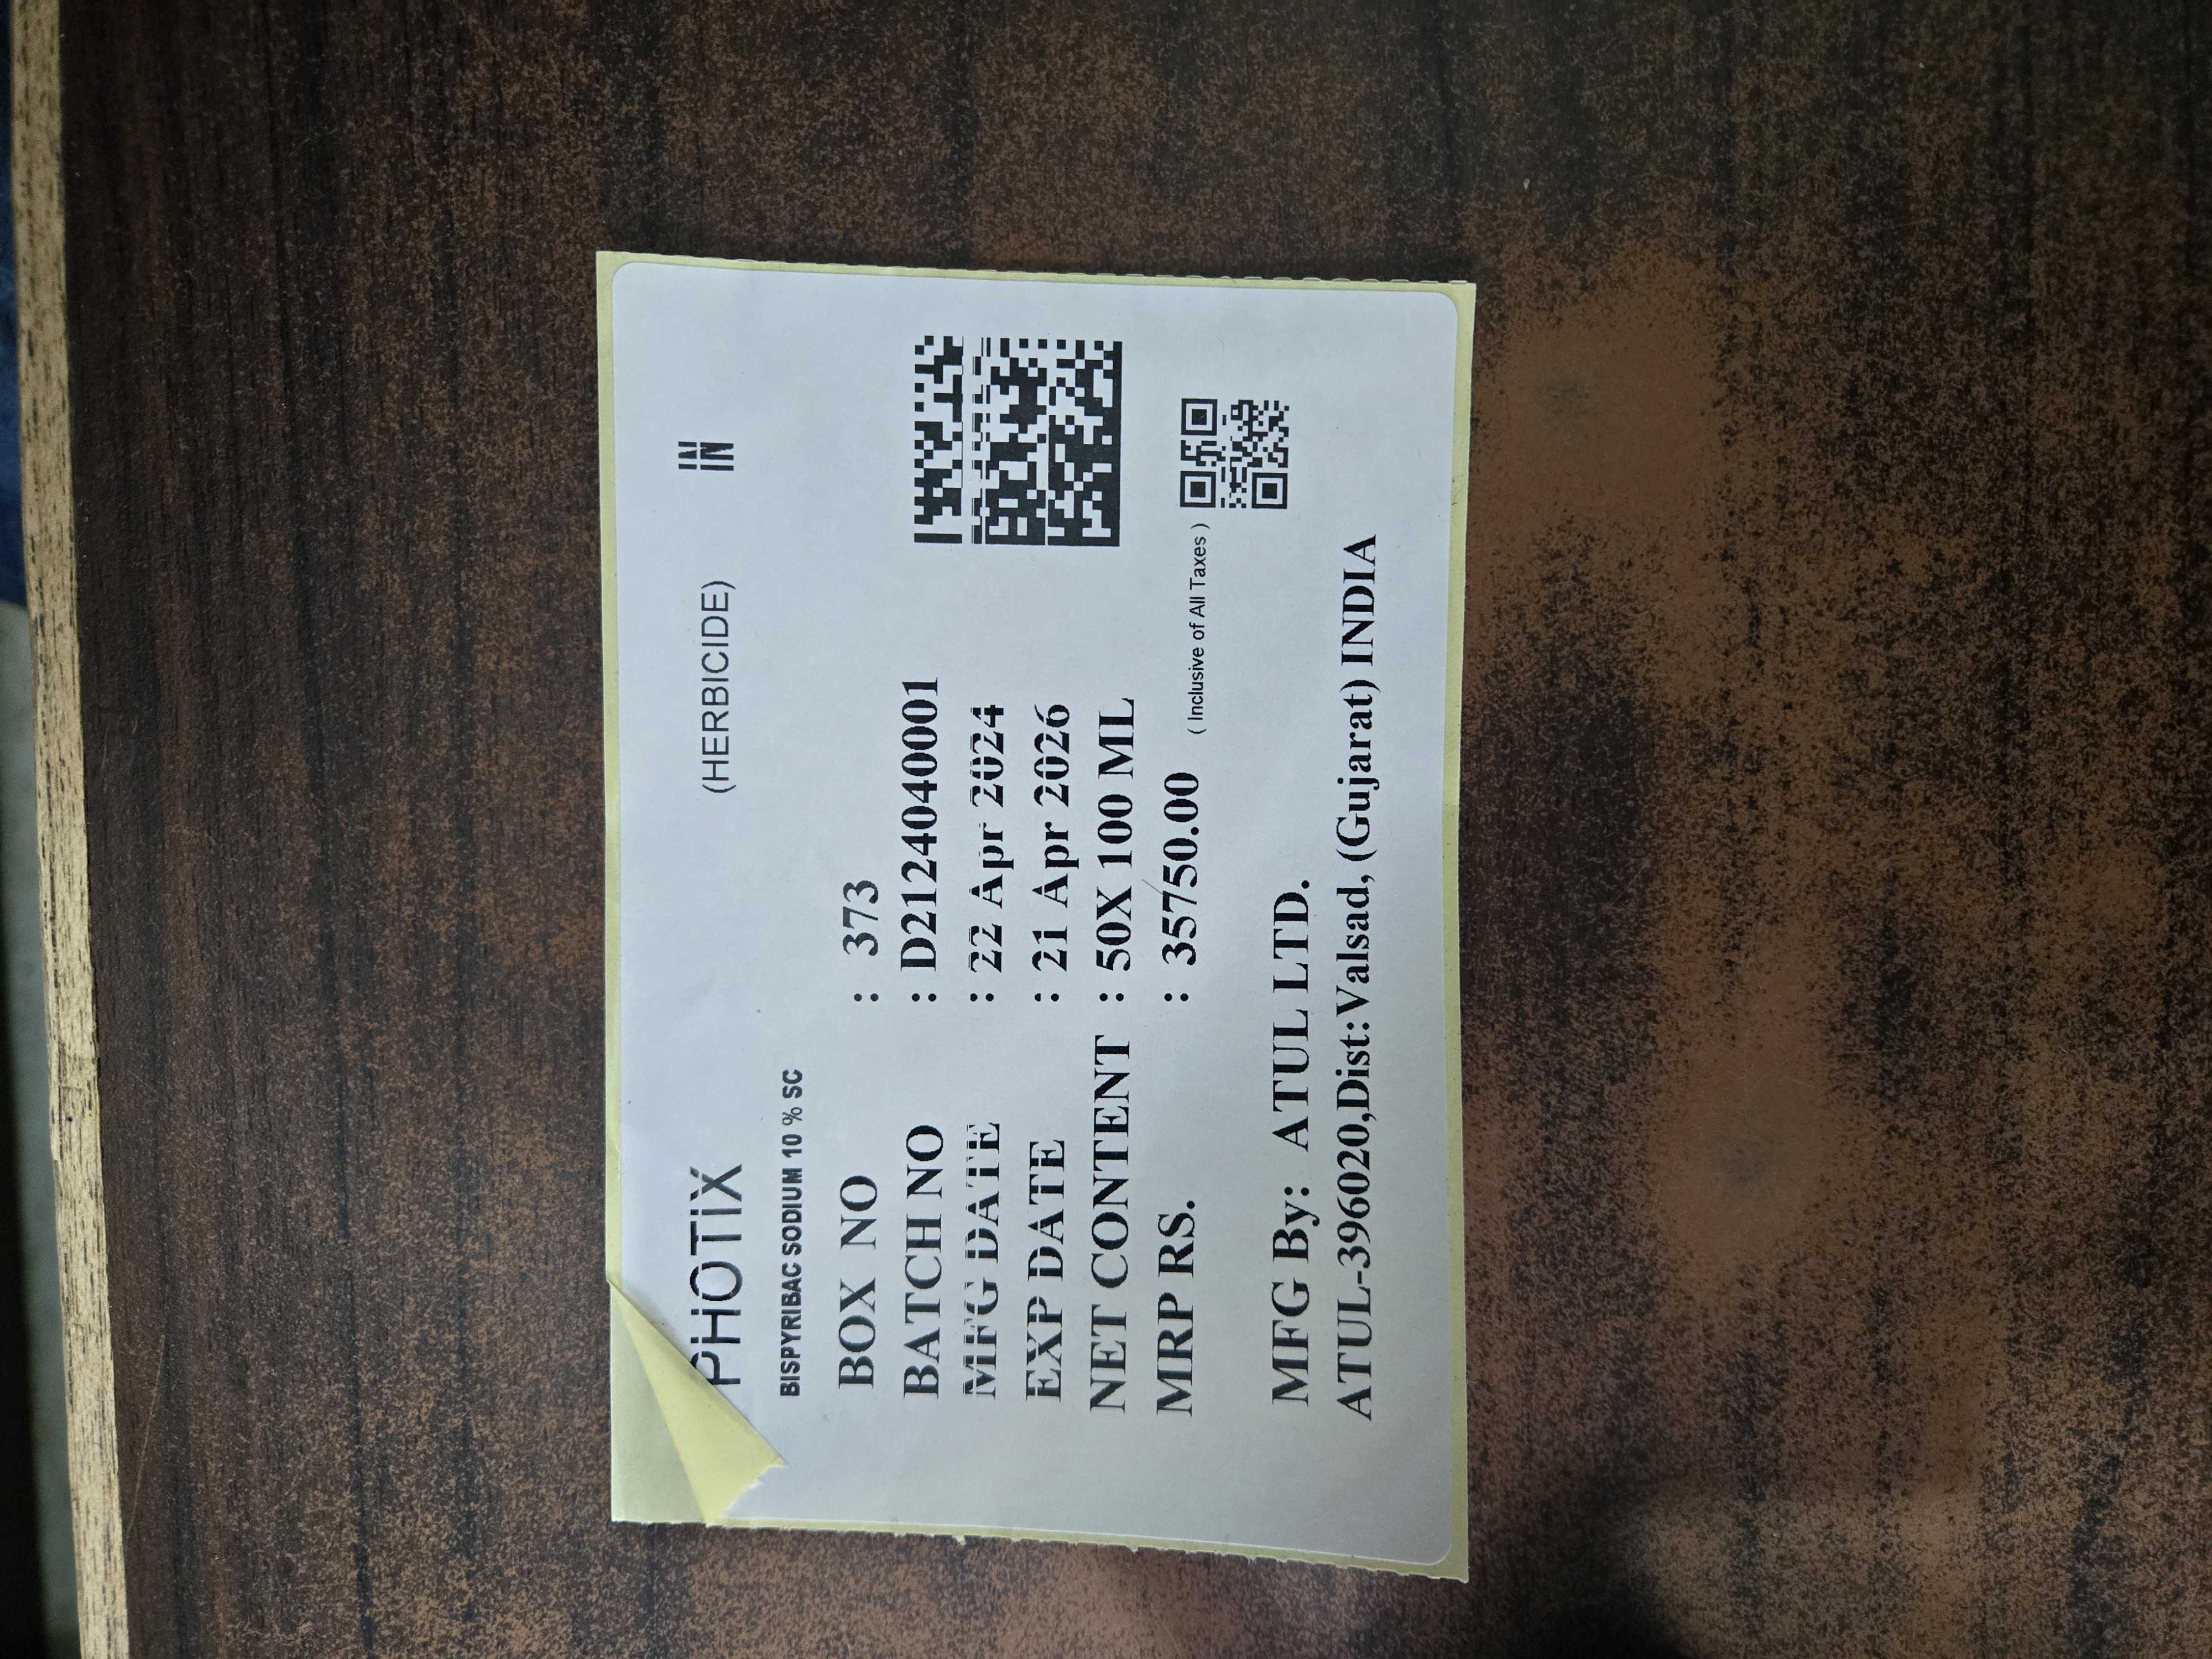 PHOTIX (HERBICIDE) IN
BISPYRIBAC SODIUM 10 % SC
BOX NO : 373
BATCH NO : D212404001
MFG DATE : 22 Apr 2024
EXP DATE : 21 Apr 2026
NET CONTENT : 50X 100 ML
MRP RS. : 35750.00 ( Inclusive of All Taxes )
MFG By: ATUL LTD.
ATUL-396020,Dist:Valsad, (Gujarat) INDIA